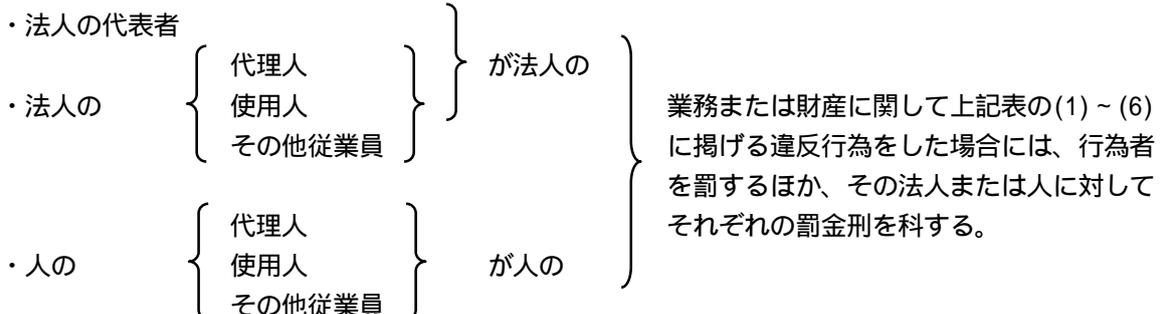 ・法人の代表者
代理人
が法人の
・法人の
使用人
その他従業員
業務または財産に関して上記表の(1) ~ (6)
に掲げる違反行為をした場合には、行為者
を罰するほか、その法人または人に対して
それぞれの罰金刑を科する。
代理人
・人の
使用人
が人の
その他従業員